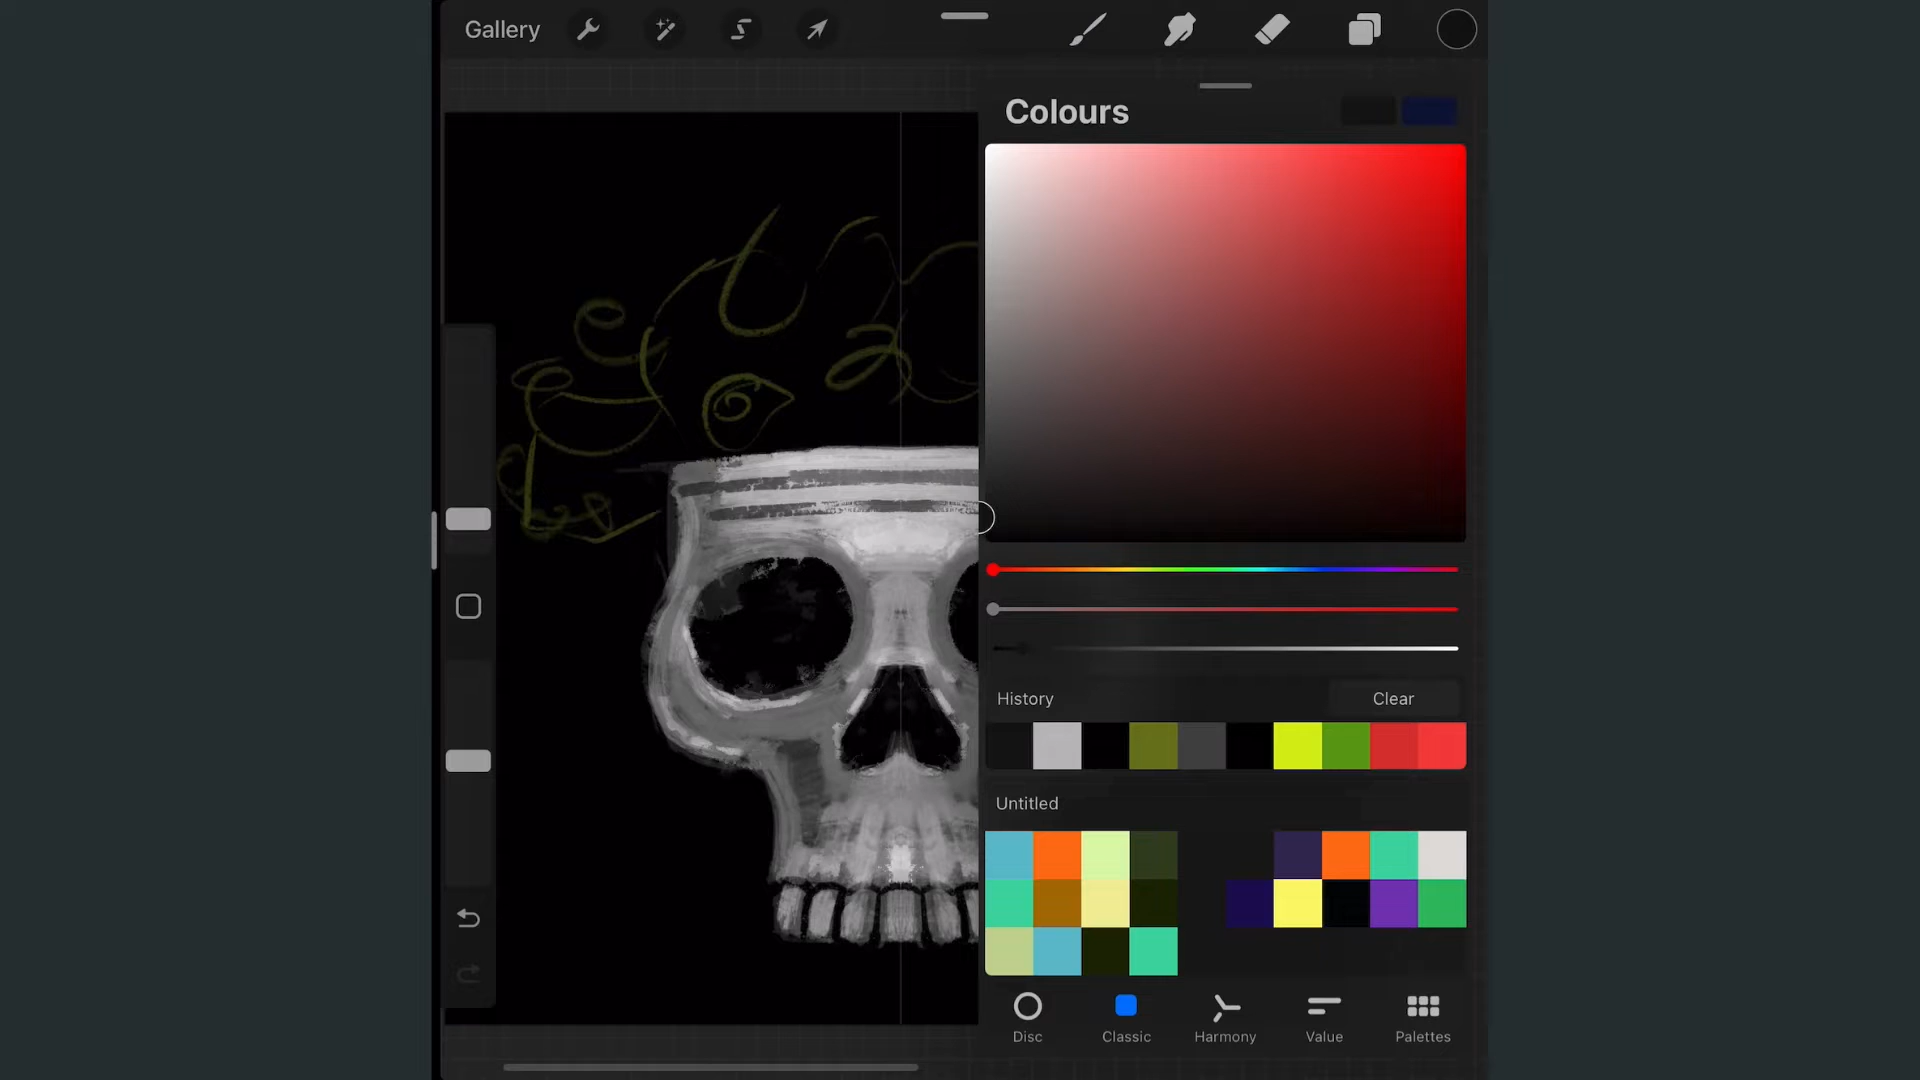 Gallery
Colours
History
Clear
Untitled
Disc
Classic
Harmony
Value
Palettes